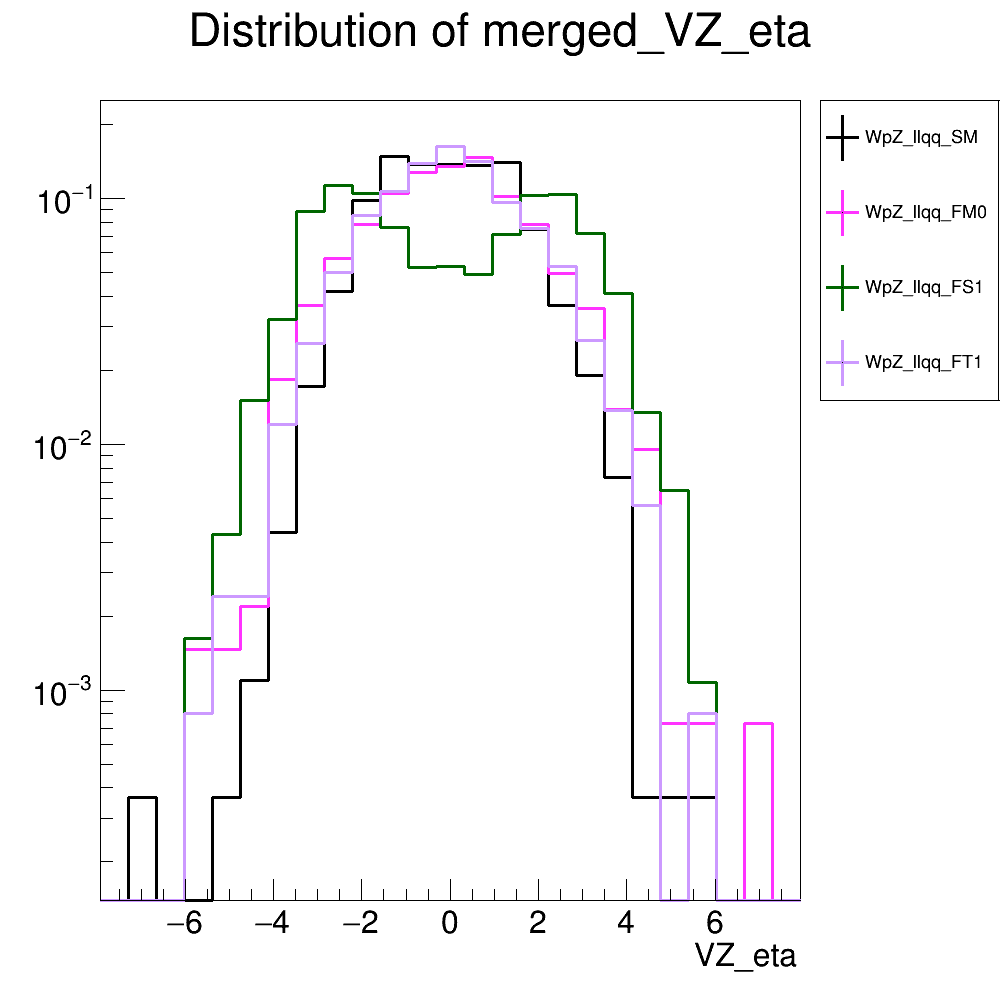 Distribution of merged_VZ_eta
WpZ_llqq_SM
WpZ_llqq_FM0
WpZ_llqq_FS1
WpZ_llqq_FT1
10⁻¹
10⁻²
10⁻³
−6 −4 −2 0 2 4 6
VZ_eta